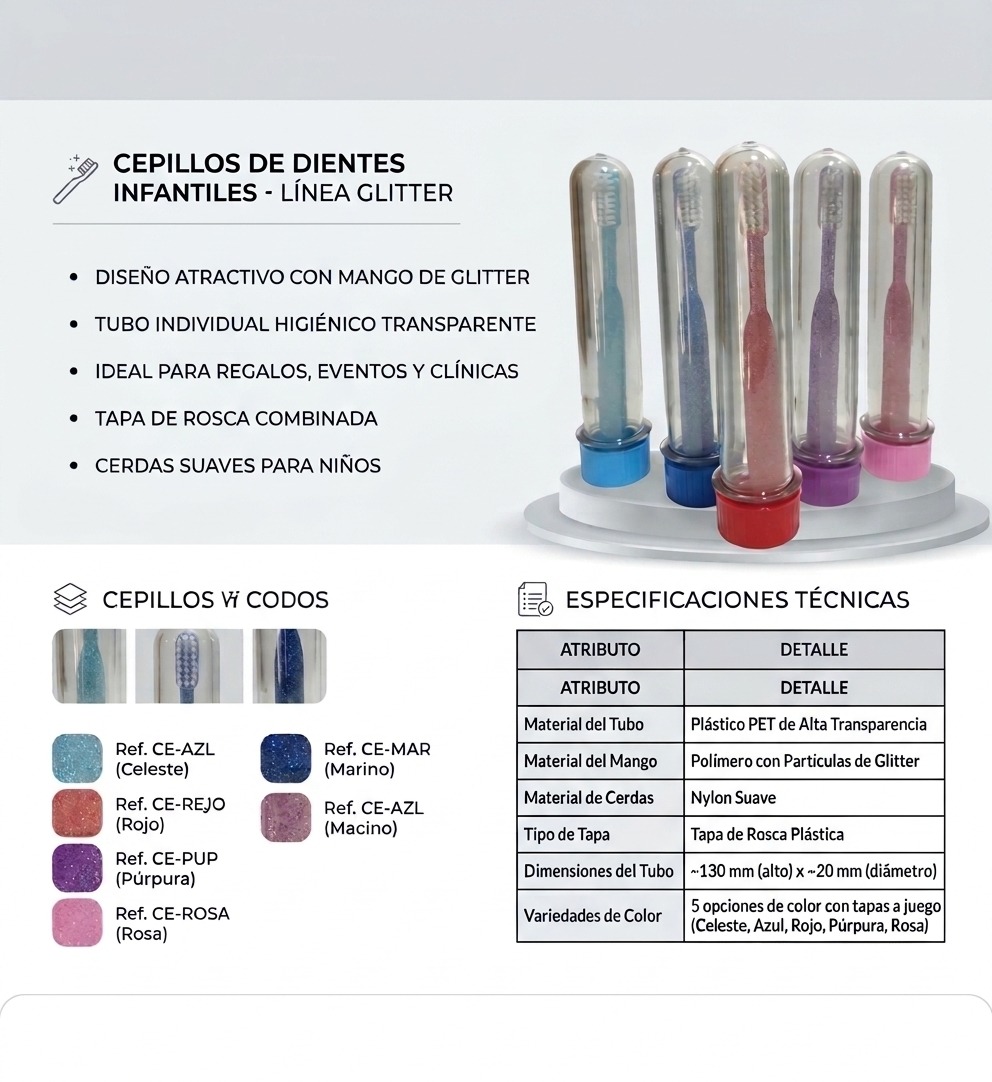 CEPILLOS DE DIENTES
INFANTILES - LÍNEA GLITTER
• DISEÑO ATRACTIVO CON MANGO DE GLITTER
• TUBO INDIVIDUAL HIGIÉNICO TRANSPARENTE
• IDEAL PARA REGALOS, EVENTOS Y CLÍNICAS
• TAPA DE ROSCA COMBINADA
• CERDAS SUAVES PARA NIÑOS
CEPILLOS CODOS
Ref. CE-AZL
(Celeste)
Ref. CE-REJO
(Rojo)
Ref. CE-PUP
(Púrpura)
Ref. CE-ROSA
(Rosa)
Ref. CE-MAR
(Marino)
Ref. CE-AZL
(Macino)
ESPECIFICACIONES TÉCNICAS
ATRIBUTO DETALLE
ATRIBUTO DETALLE
Material del Tubo Plástico PET de Alta Transparencia
Material del Mango Polímero con Partículas de Glitter
Material de Cerdas Nylon Suave
Tipo de Tapa Tapa de Rosca Plástica
Dimensiones del Tubo ~130 mm (alto) x ~20 mm (diámetro)
Variedades de Color 5 opciones de color con tapas a juego
(Celeste, Azul, Rojo, Púrpura, Rosa)